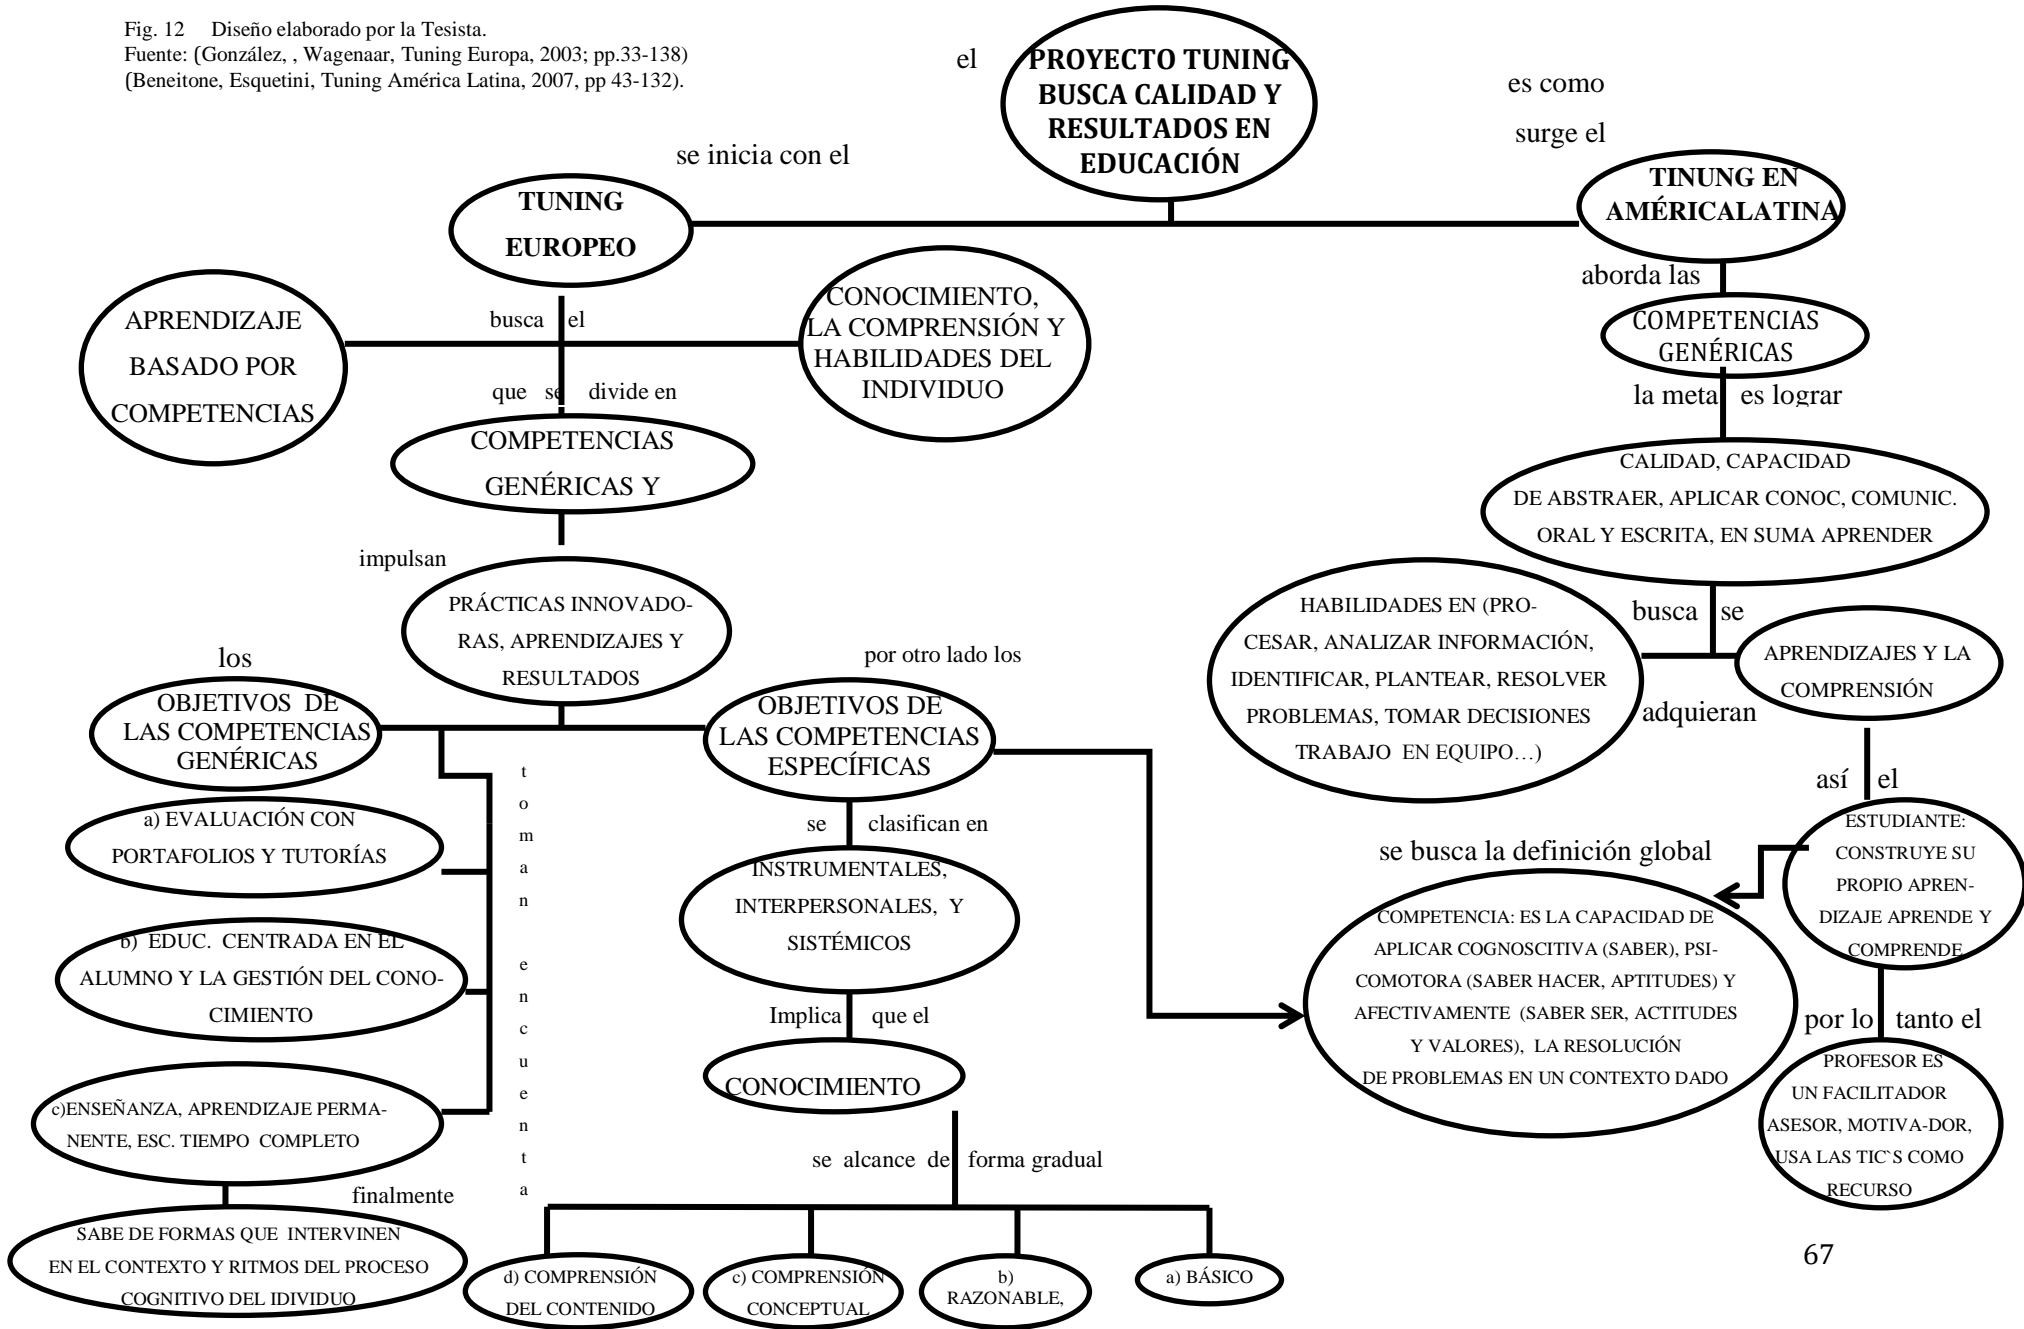 Fig. 12    Diseño elaborado por la Tesista.
Fuente: (González, , Wagenaar, Tuning Europa, 2003; pp.33-138)
(Beneitone, Esquetini, Tuning América Latina, 2007, pp 43-132).
el
PROYECTO TUNING
BUSCA CALIDAD Y
RESULTADOS EN
EDUCACIÓN
es como
surge el
se inicia con el
TUNING
EUROPEO
TINUNG EN
AMÉRICALATINA
APRENDIZAJE
BASADO POR
COMPETENCIAS
busca el
CONOCIMIENTO,
LA COMPRENSIÓN Y
HABILIDADES DEL
INDIVIDUO
que se divide en
COMPETENCIAS
GENÉRICAS Y
impulsan
PRÁCTICAS INNOVADO-
RAS, APRENDIZAJES Y
RESULTADOS
los
OBJETIVOS DE
LAS COMPETENCIAS
GENÉRICAS
por otro lado los
OBJETIVOS DE
LAS COMPETENCIAS
ESPECÍFICAS
toman encuenta
a) EVALUACIÓN CON
PORTAFOLIOS Y TUTORÍAS
b) EDUC. CENTRADA EN EL
ALUMNO Y LA GESTIÓN DEL CONO-
CIMIENTO
c)ENSEÑANZA, APRENDIZAJE PERMA-
NENTE, ESC. TIEMPO COMPLETO
finalmente
SABE DE FORMAS QUE INTERVINEN
EN EL CONTEXTO Y RITMOS DEL PROCESO
COGNITIVO DEL IDIVIDUO
se clasifican en
INSTRUMENTALES,
INTERPERSONALES, Y
SISTÉMICOS
Implica que el
CONOCIMIENTO
se alcance de forma gradual
d) COMPRENSIÓN
DEL CONTENIDO
c) COMPRENSIÓN
CONCEPTUAL
b)
RAZONABLE,
a) BÁSICO
aborda las
COMPETENCIAS
GENÉRICAS
la meta es lograr
CALIDAD, CAPACIDAD
DE ABSTRAER, APLICAR CONOC, COMUNIC.
ORAL Y ESCRITA, EN SUMA APRENDER
busca se
HABILIDADES EN (PRO-
CESAR, ANALIZAR INFORMACIÓN,
IDENTIFICAR, PLANTEAR, RESOLVER
PROBLEMAS, TOMAR DECISIONES
TRABAJO EN EQUIPO…)
adquieran
APRENDIZAJES Y LA
COMPRENSIÓN
así el
ESTUDIANTE:
CONSTRUYE SU
PROPIO APREN-
DIZAJE APRENDE Y
COMPRENDE
se busca la definición global
COMPETENCIA: ES LA CAPACIDAD DE
APLICAR COGNOSCITIVA (SABER), PSI-
COMOTORA (SABER HACER, APTITUDES) Y
AFECTIVAMENTE (SABER SER, ACTITUDES
Y VALORES), LA RESOLUCIÓN
DE PROBLEMAS EN UN CONTEXTO DADO
por lo tanto el
PROFESOR ES
UN FACILITADOR
ASESOR, MOTIVA-DOR,
USA LAS TIC`S COMO
RECURSO
67